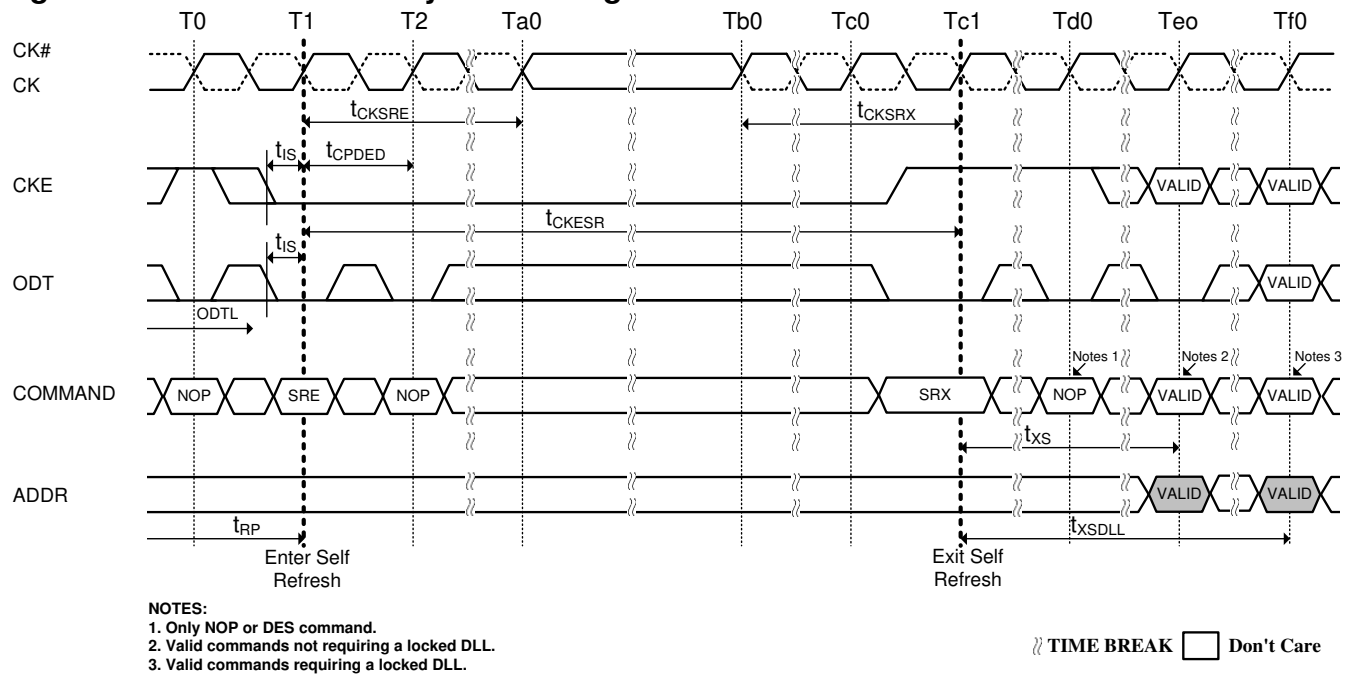 T0 T1 T2 Ta0 Tb0 Tc0 Tc1 Td0 Teo Tf0
CK#
CK
tCKSRE tCKSRX
tIS tCPDED
CKE VALID VALID
tCKESR
tIS
ODT VALID
ODTL
Notes 1 Notes 2 Notes 3
COMMAND NOP SRE NOP SRX NOP VALID VALID
tXS
ADDR VALID VALID
tRP tXSDLL
Enter Self Refresh
Exit Self Refresh
NOTES:
1. Only NOP or DES command.
2. Valid commands not requiring a locked DLL.
3. Valid commands requiring a locked DLL.
TIME BREAK Don't Care